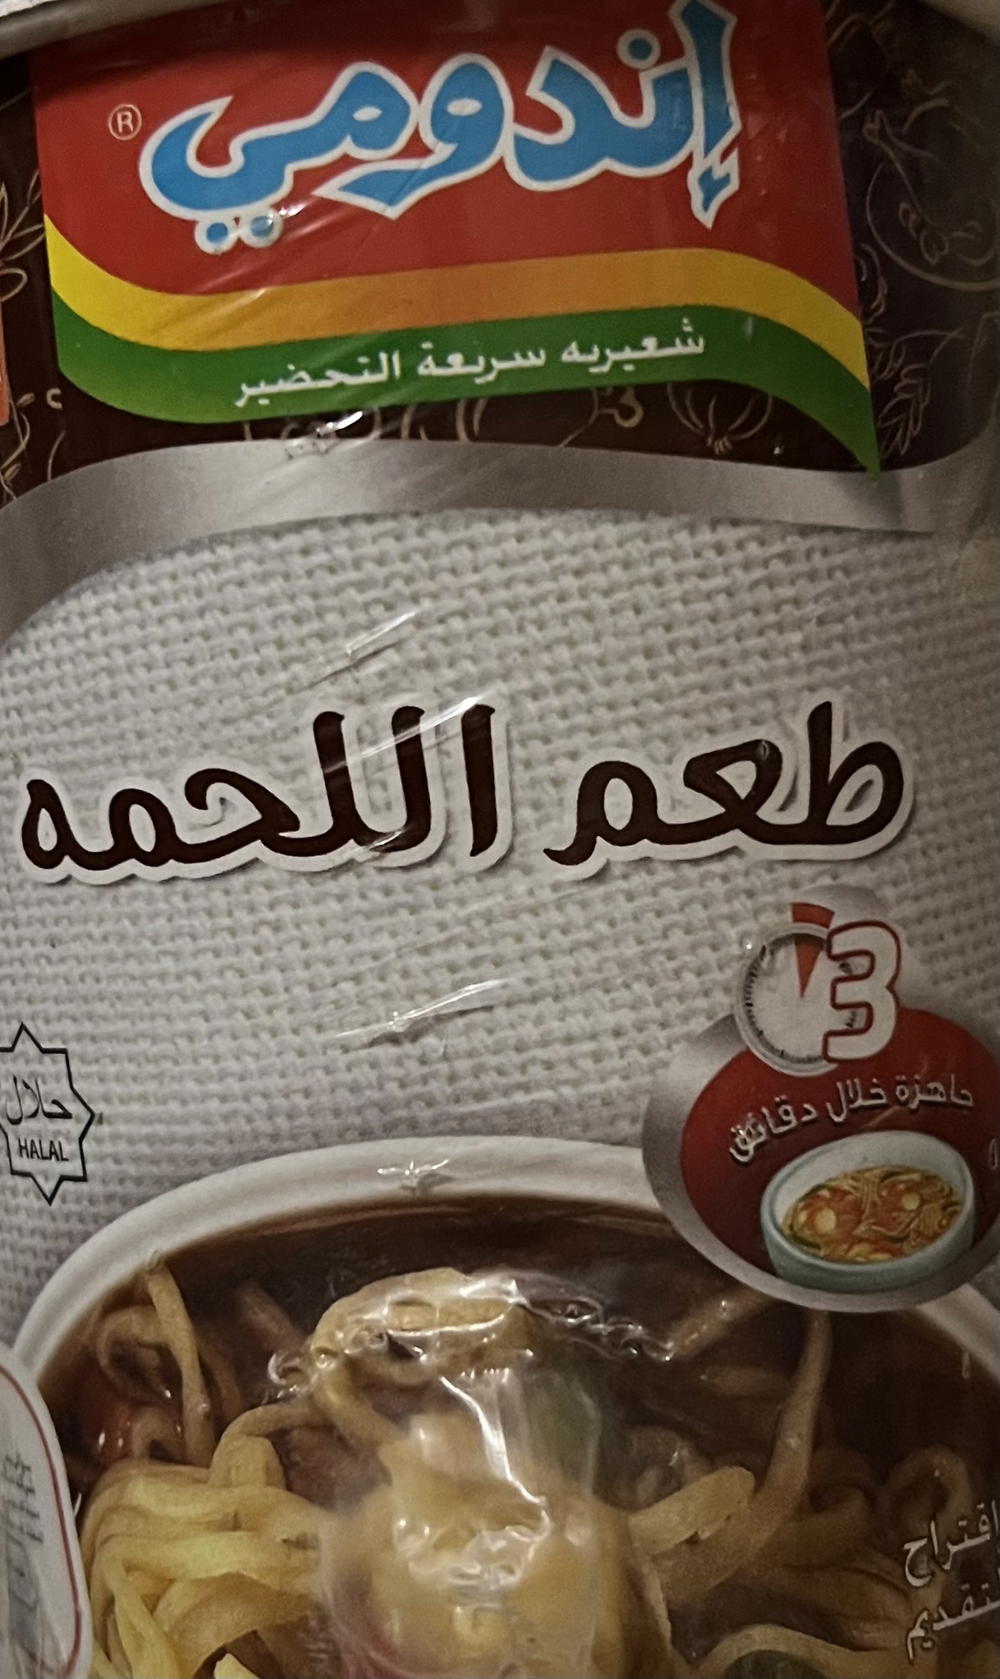 إندومي
®
شعيريه سريعة التحضير
طعم اللحمه
3
جاهزة خلال دقائق
حلال
HALAL
اقتراح
التقديم